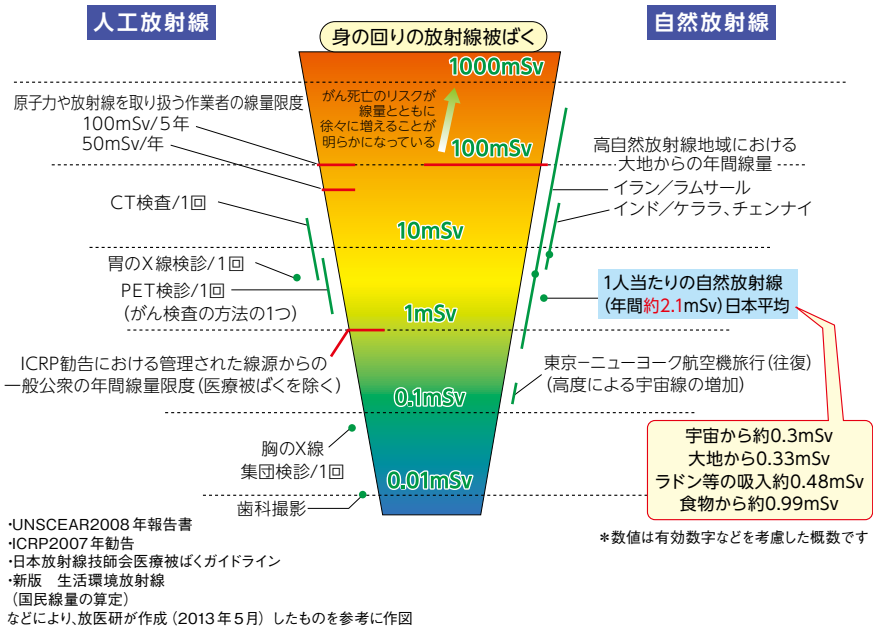 人工放射線
身の回りの放射線被ばく
自然放射線
1000mSv
がん死亡のリスクが
線量とともに
徐々に増えることが
明らかになっている
100mSv
10mSv
1mSv
0.1mSv
0.01mSv
原子力や放射線を取り扱う作業者の線量限度
100mSv/5年
50mSv/年
CT検査/1回
胃のX線検診/1回
PET検診/1回
(がん検査の方法の1つ)
ICRP勧告における管理された線源からの
一般公衆の年間線量限度(医療被ばくを除く)
胸のX線
集団検診/1回
歯科撮影
高自然放射線地域における
大地からの年間線量
イラン/ラムサール
インド/ケララ、チェンナイ
1人当たりの自然放射線
(年間約2.1mSv)日本平均
東京ーニューヨーク航空機旅行(往復)
(高度による宇宙線の増加)
宇宙から約0.3mSv
大地から0.33mSv
ラドン等の吸入約0.48mSv
食物から約0.99mSv
*数値は有効数字などを考慮した概数です
・UNSCEAR2008年報告書
・ICRP2007年勧告
・日本放射線技師会医療被ばくガイドライン
・新版 生活環境放射線
(国民線量の算定)
などにより、放医研が作成(2013年5月)したものを参考に作図